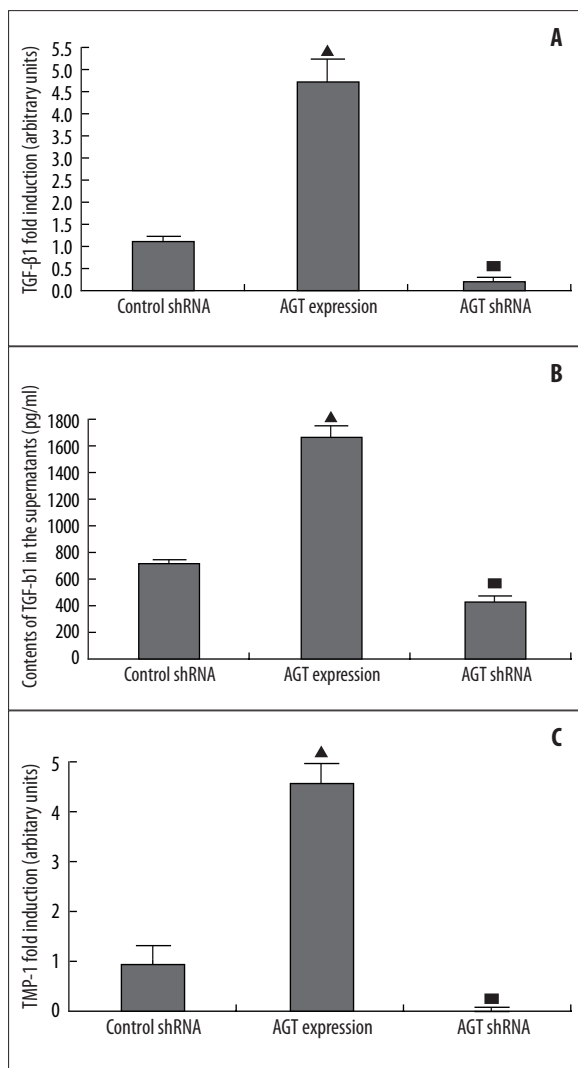 A
TGF-β1 fold induction (arbitrary units)
5.5
5.0
4.5
4.0
3.5
3.0
2.5
2.0
1.5
1.0
0.5
0.0
Control shRNA
AGT expression
AGT shRNA
B
Contents of TGF-b1 in the supernatants (pg/ml)
1800
1600
1400
1200
1000
800
600
400
200
0
Control shRNA
AGT expression
AGT shRNA
C
TMP-1 fold induction (arbitary units)
5
4
3
2
1
0
Control shRNA
AGT expression
AGT shRNA